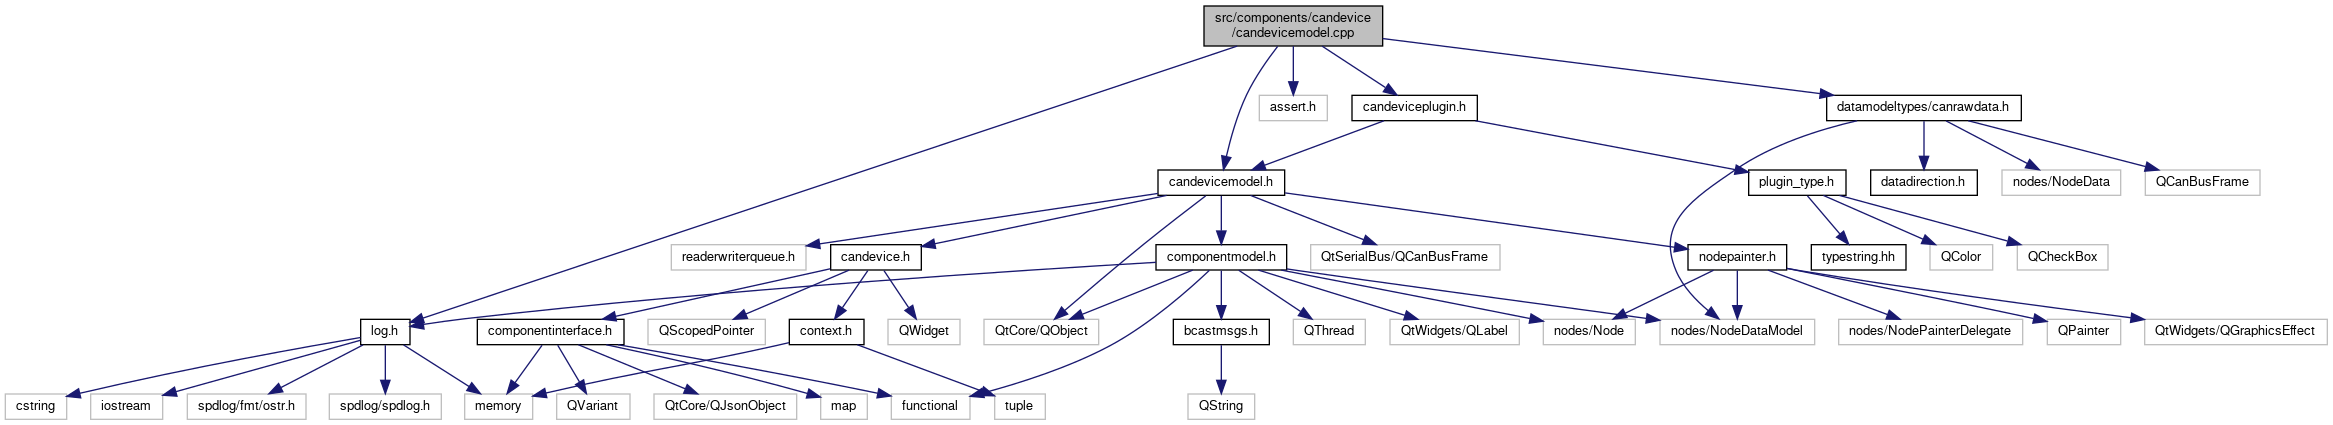 src/components/candevice
/candevicemodel.cpp
assert.h
candeviceplugin.h
datamodeltypes/canrawdata.h
candevicemodel.h
plugin_type.h
datadirection.h
nodes/NodeData
QCanBusFrame
readerwriterqueue.h
candevice.h
componentmodel.h
QtSerialBus/QCanBusFrame
nodepainter.h
typestring.hh
QColor
QCheckBox
log.h
componentinterface.h
QScopedPointer
context.h
QWidget
QtCore/QObject
bcastmsgs.h
QThread
QtWidgets/QLabel
nodes/Node
nodes/NodeDataModel
nodes/NodePainterDelegate
QPainter
QtWidgets/QGraphicsEffect
cstring
iostream
spdlog/fmt/ostr.h
spdlog/spdlog.h
memory
QVariant
QtCore/QJsonObject
map
functional
tuple
QString